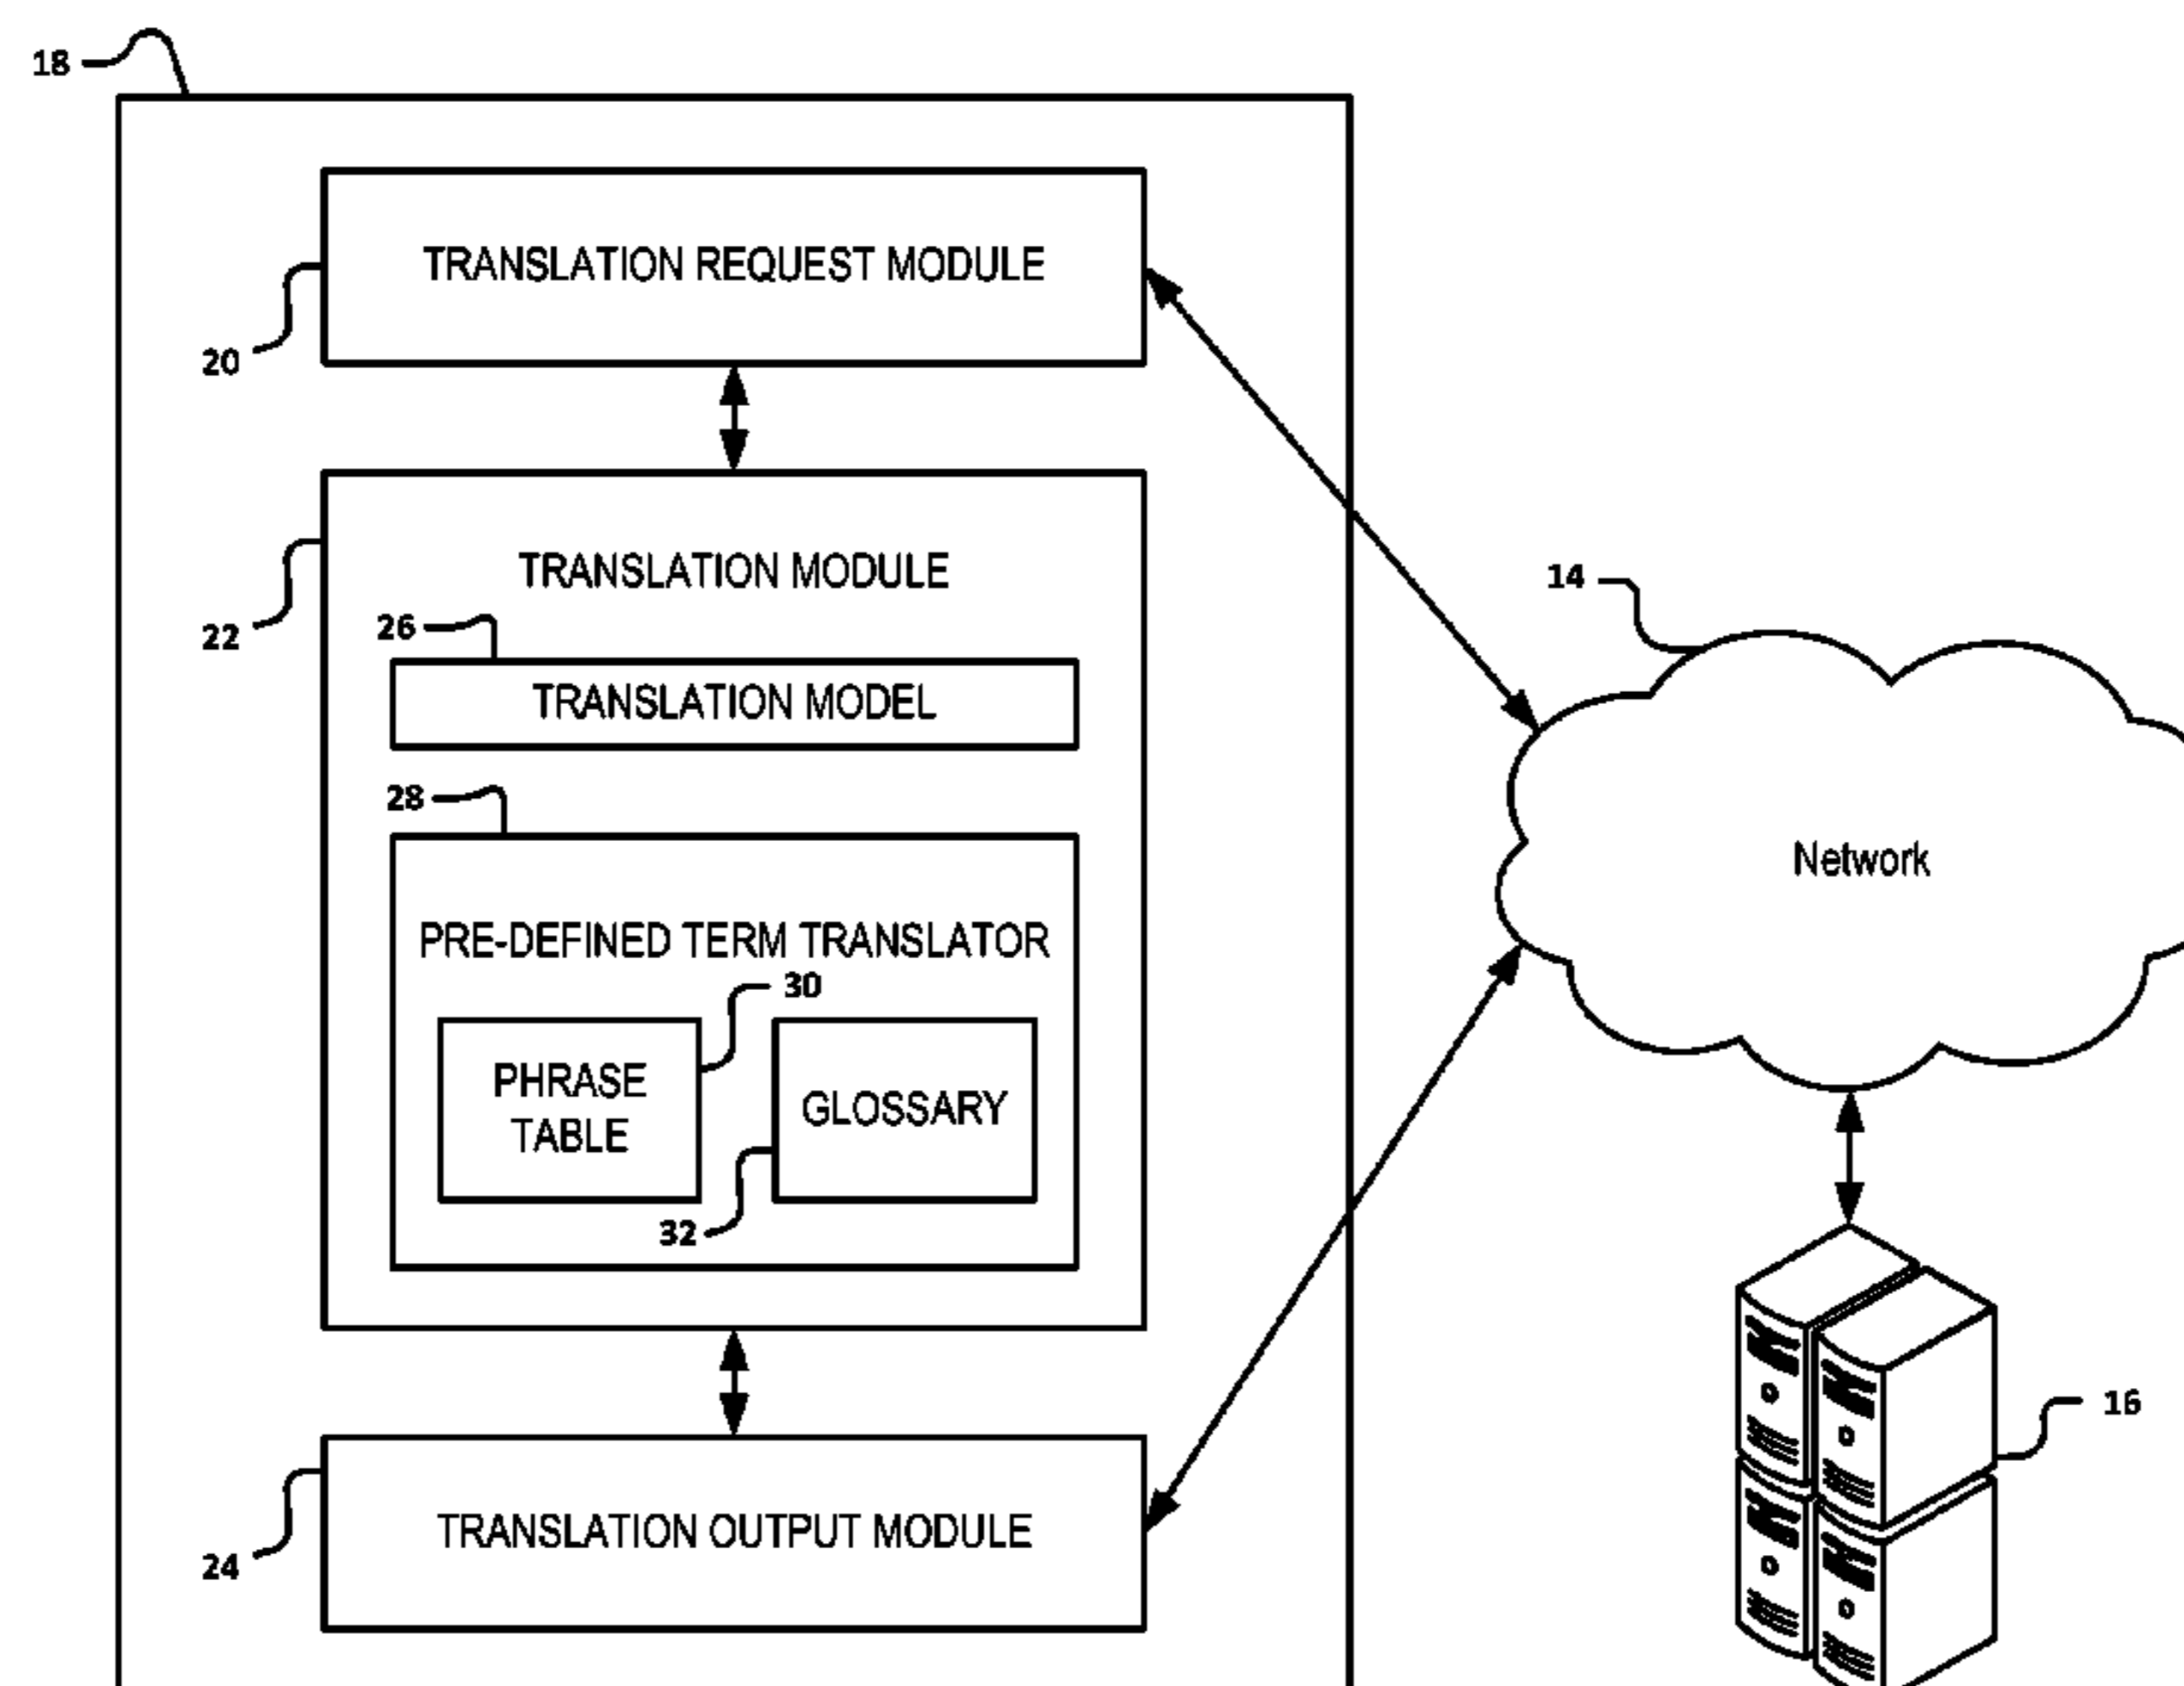 18
TRANSLATION REQUEST MODULE
20
TRANSLATION MODULE
22
26
TRANSLATION MODEL
28
PRE-DEFINED TERM TRANSLATOR
30
PHRASE
TABLE
GLOSSARY
32
TRANSLATION OUTPUT MODULE
24
14
Network
16